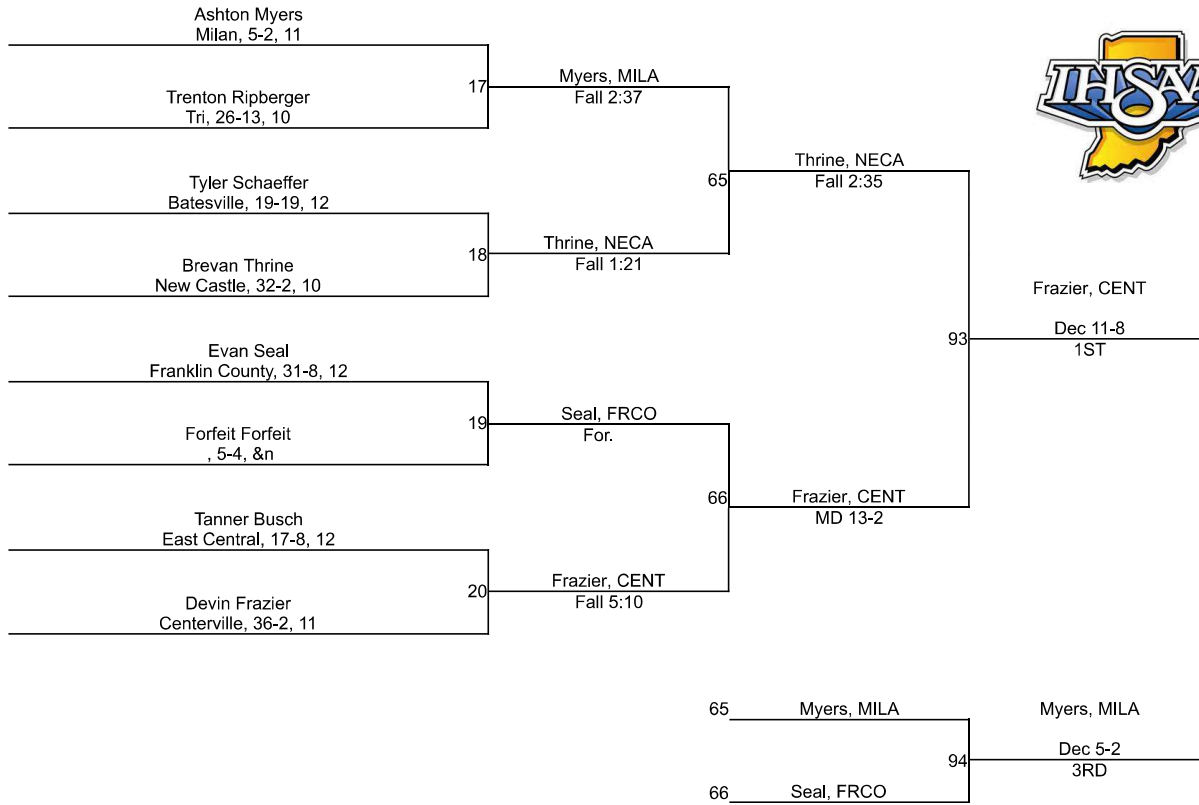 Ashton Myers
Milan, 5-2, 11
Trenton Ripberger
Tri, 26-13, 10
17
Myers, MILA
Fall 2:37
Tyler Schaeffer
Batesville, 19-19, 12
Brevan Thrine
New Castle, 32-2, 10
18
Thrine, NECA
Fall 1:21
65
Thrine, NECA
Fall 2:35
Evan Seal
Franklin County, 31-8, 12
Forfeit Forfeit
, 5-4, &n
19
Seal, FRCO
For.
Tanner Busch
East Central, 17-8, 12
Devin Frazier
Centerville, 36-2, 11
20
Frazier, CENT
Fall 5:10
66
Frazier, CENT
MD 13-2
93
Frazier, CENT
Dec 11-8
1ST
IHSAA
65
Myers, MILA
66
Seal, FRCO
94
Myers, MILA
Dec 5-2
3RD